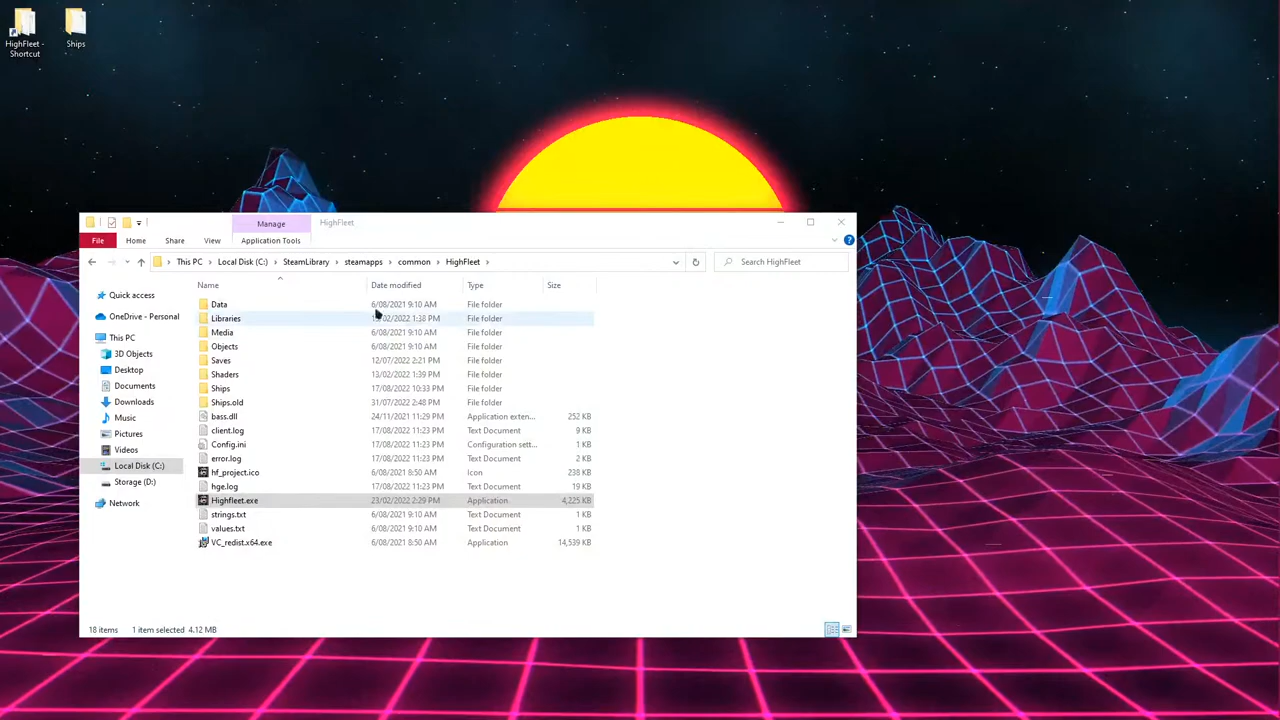 HighFleet -
Shortcut
Ships
Manage
HighFleet
File
Home
Share
View
Application Tools
This PC
Local Disk (C:)
SteamLibrary
steamapps
common
HighFleet
Search HighFleet
Name
Date modified
Type
Size
Quick access
OneDrive - Personal
This PC
3D Objects
Desktop
Documents
Downloads
Music
Pictures
Videos
Local Disk (C:)
Storage (D:)
Network
Data 6/08/2021 9:10 AM File folder
Libraries /02/2022 1:38 PM File folder
Media 6/08/2021 9:10 AM File folder
Objects 6/08/2021 9:10 AM File folder
Saves 12/07/2022 2:21 PM File folder
Shaders 13/02/2022 1:39 PM File folder
Ships 17/08/2022 10:33 PM File folder
Ships.old 31/07/2022 2:48 PM File folder
bass.dll 24/11/2021 11:29 PM Application exten... 252 KB
client.log 17/08/2022 11:23 PM Text Document 9 KB
Config.ini 17/08/2022 11:23 PM Configuration sett... 1 KB
error.log 17/08/2022 11:23 PM Text Document 2 KB
hf_project.ico 6/08/2021 8:50 AM Icon 238 KB
hge.log 17/08/2022 11:23 PM Text Document 19 KB
Highfleet.exe 23/02/2022 2:29 PM Application 4,225 KB
strings.txt 6/08/2021 9:10 AM Text Document 1 KB
values.txt 6/08/2021 9:10 AM Text Document 1 KB
VC_redist.x64.exe 6/08/2021 8:50 AM Application 14,539 KB
18 items 1 item selected 4.12 MB